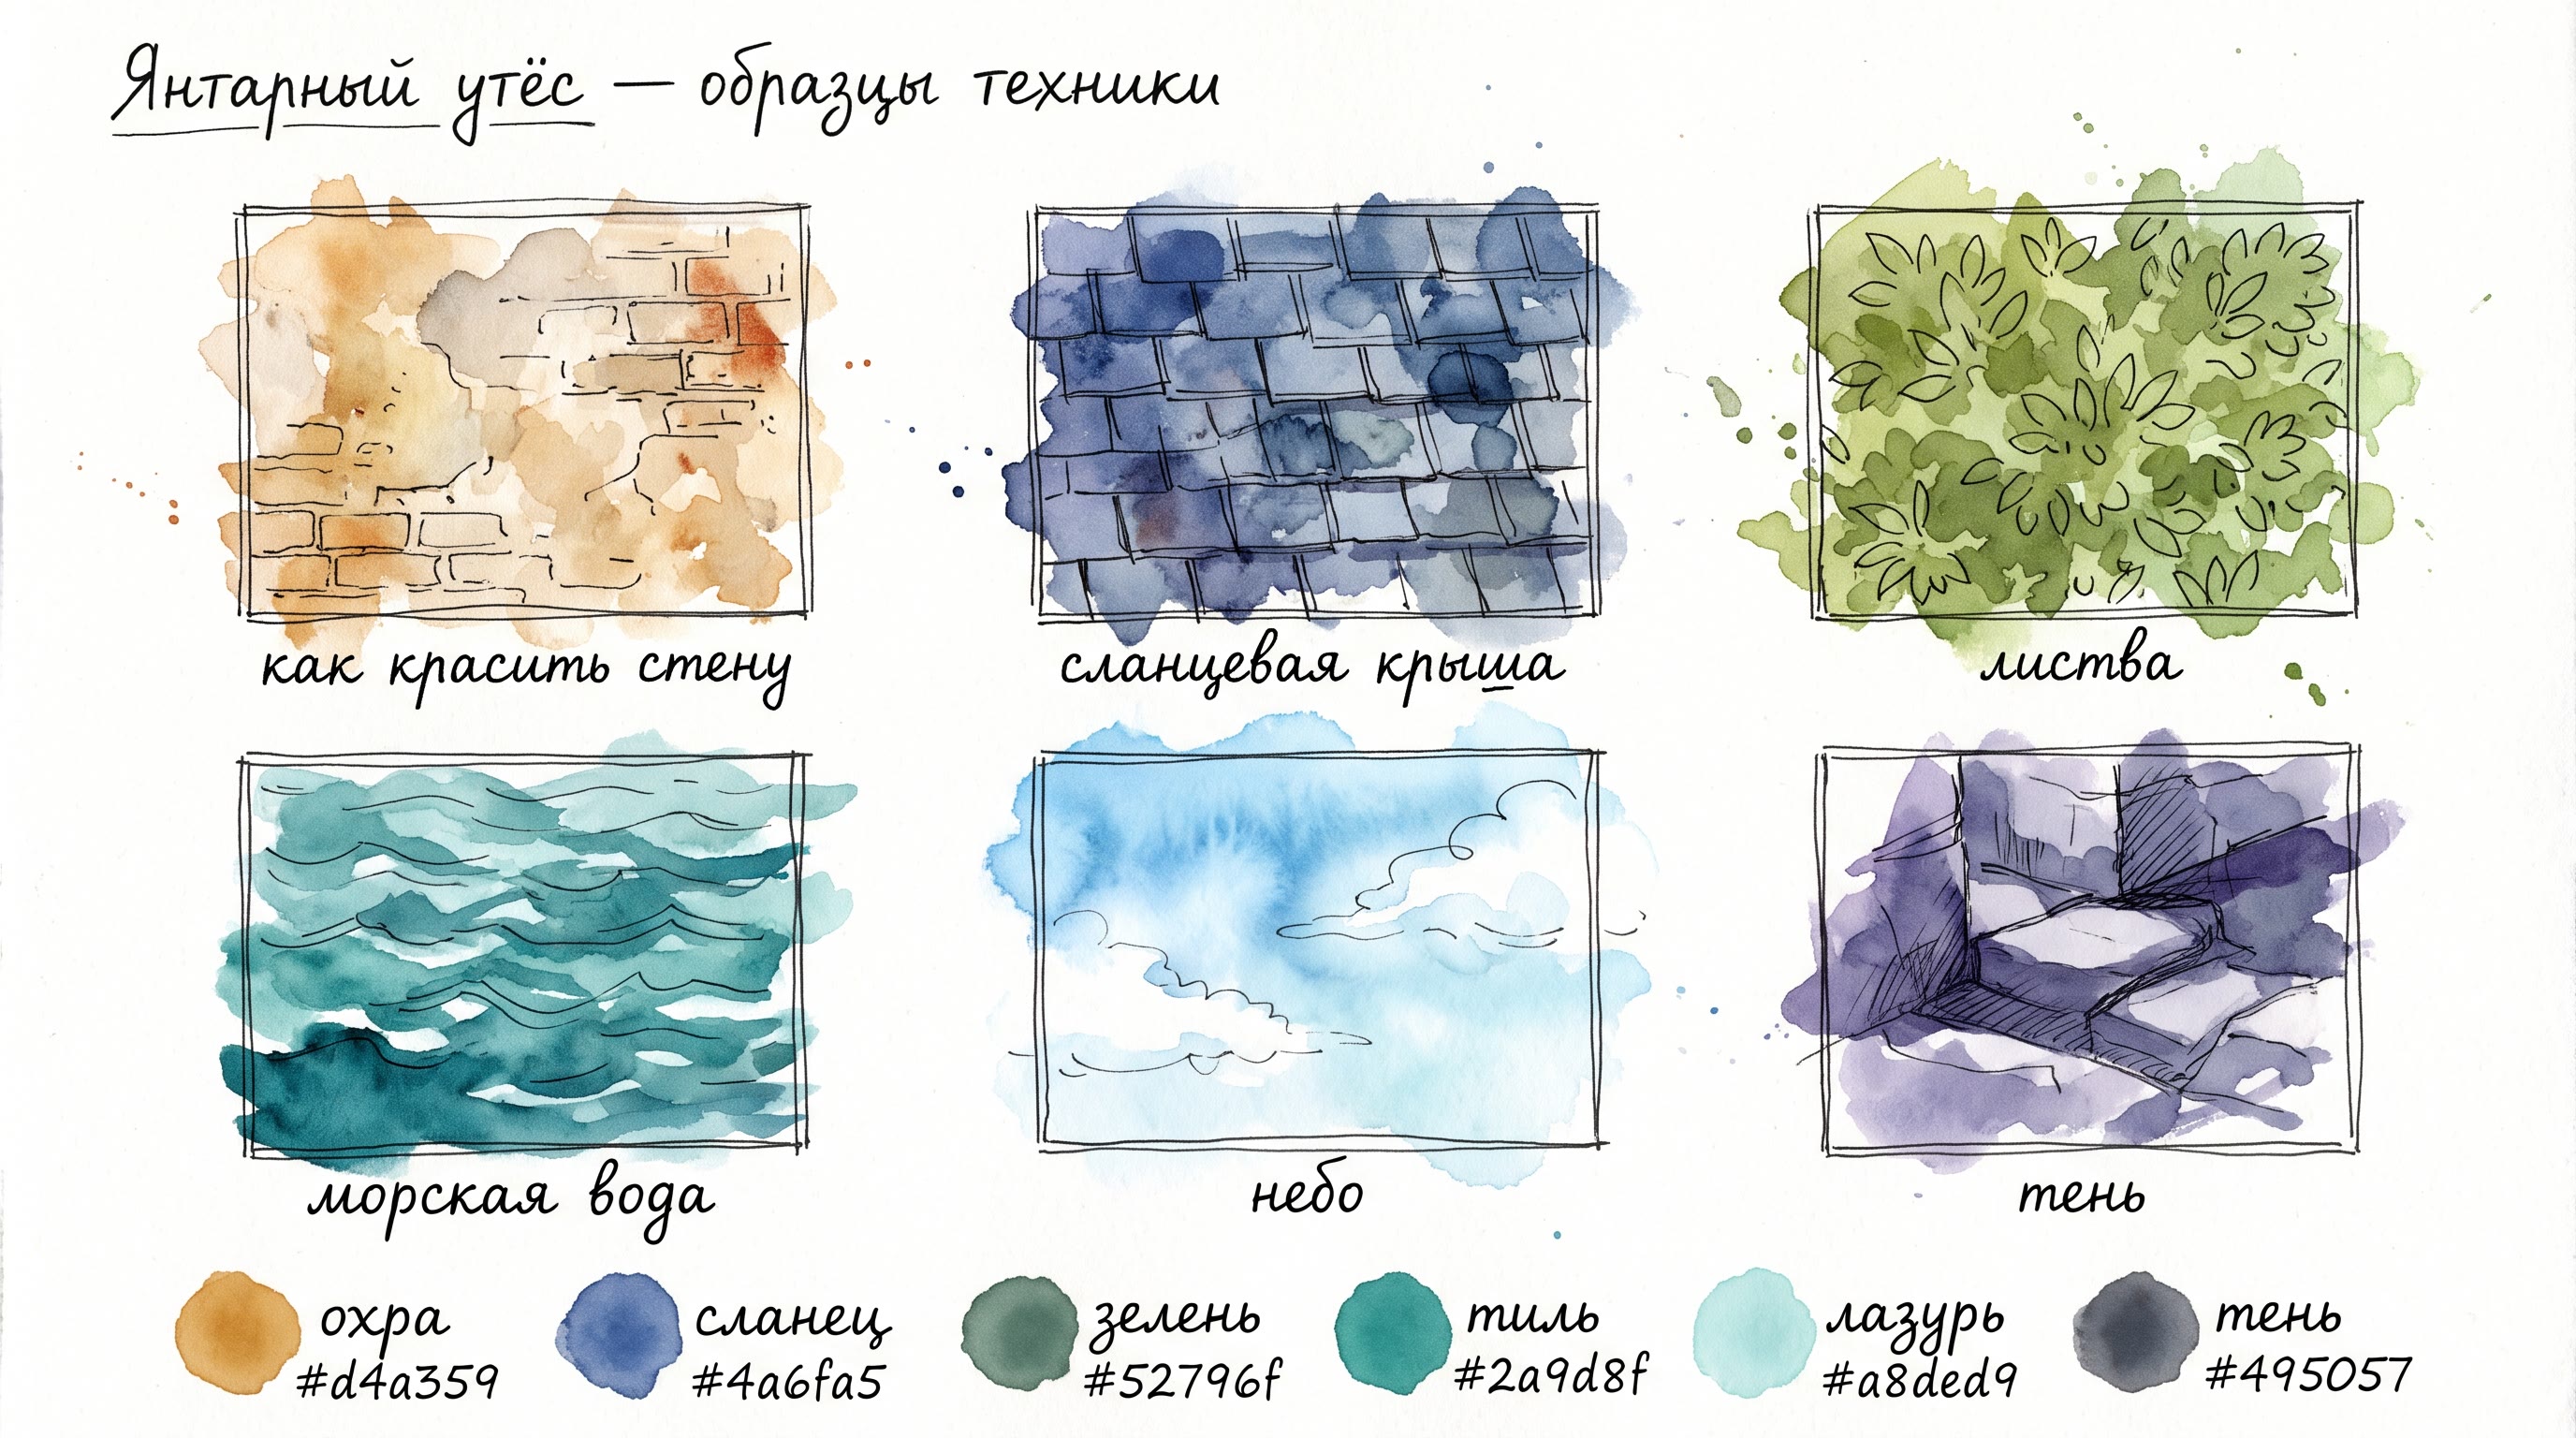 Янтарный утёс — образцы техники
как красить стену
сланцевая крыша
листва
морская вода
небо
тень
охра
#d4a359
сланец
#4a6fa5
зелень
#52796f
тиль
#2a9d8f
лазурь
#a8ded9
тень
#495057